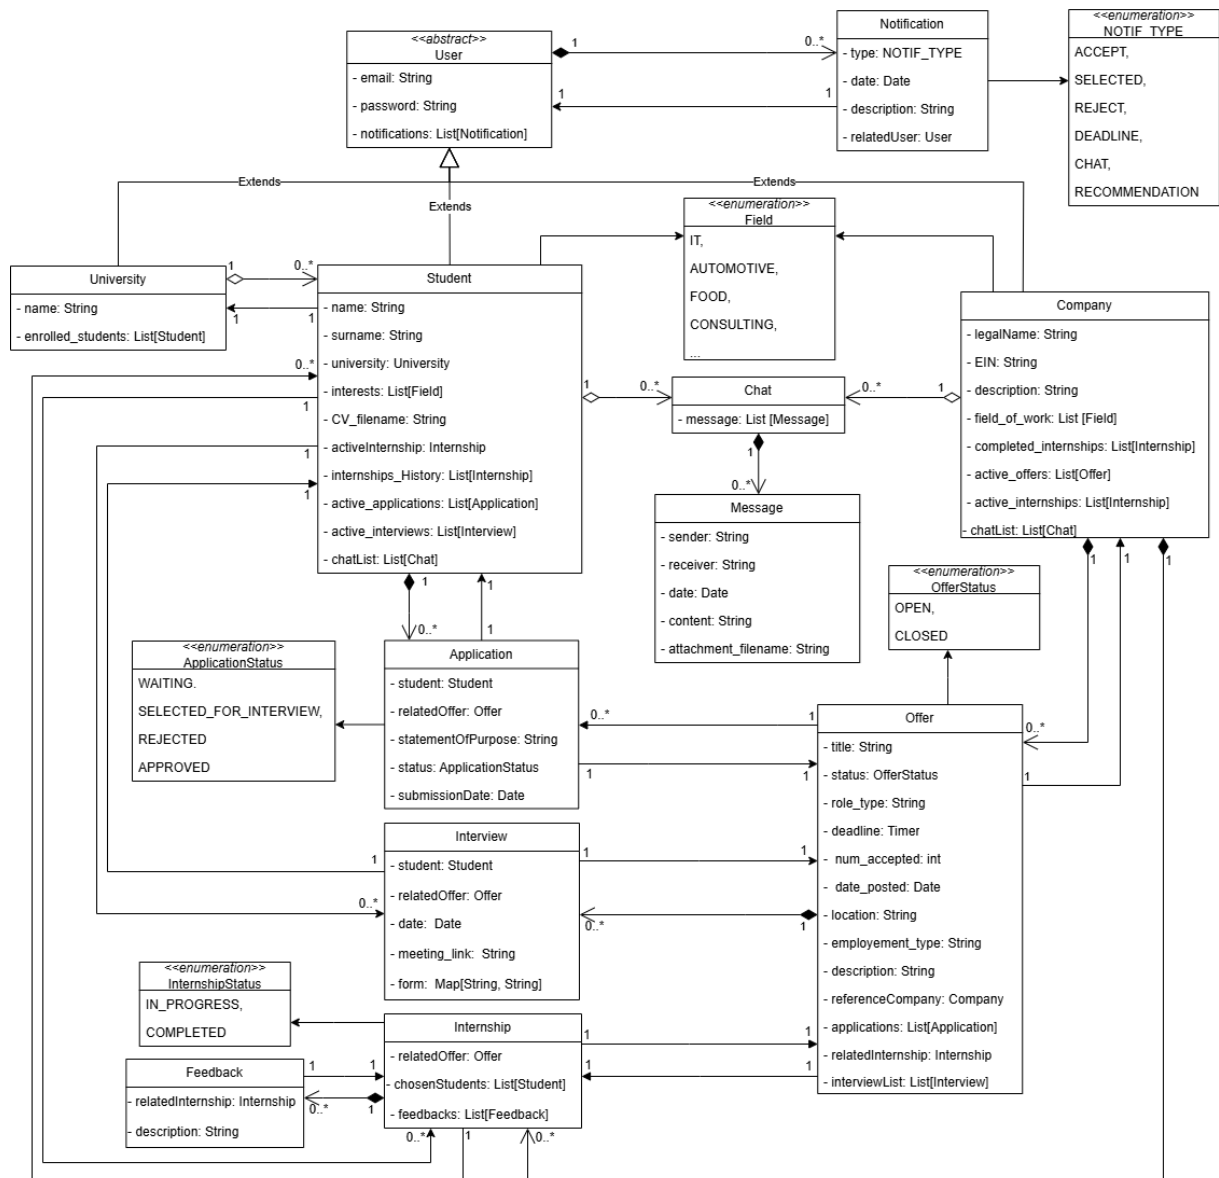 <<abstract>>
User
- email: String
- password: String
- notifications: List[Notification]
1
0..*
1
1
Notification
- type: NOTIF_TYPE
- date: Date
- description: String
- relatedUser: User
<<enumeration>>
NOTIF_TYPE
ACCEPT,
SELECTED,
REJECT,
DEADLINE,
CHAT,
RECOMMENDATION
Extends
Extends
Extends
<<enumeration>>
Field
IT,
AUTOMOTIVE,
FOOD,
CONSULTING,
...
University
- name: String
- enrolled_students: List[Student]
1
0..*
1
1
Student
- name: String
- surname: String
- university: University
- interests: List[Field]
- CV_filename: String
- activeInternship: Internship
- internships_History: List[Internship]
- active_applications: List[Application]
- active_interviews: List[Interview]
- chatList: List[Chat]
0..*
1
1
1
1
0..*
Chat
- message: List [Message]
0..*
1
1
0..*
Company
- legalName: String
- EIN: String
- description: String
- field_of_work: List [Field]
- completed_internships: List[Internship]
- active_offers: List[Offer]
- active_internships: List[Internship]
- chatList: List[Chat]
1
1
1
Message
- sender: String
- receiver: String
- date: Date
- content: String
- attachment_filename: String
<<enumeration>>
OfferStatus
OPEN,
CLOSED
1
1
0..*
1
<<enumeration>>
ApplicationStatus
WAITING.
SELECTED_FOR_INTERVIEW,
REJECTED
APPROVED
Application
- student: Student
- relatedOffer: Offer
- statementOfPurpose: String
- status: ApplicationStatus
- submissionDate: Date
0..*
1
1
1
0..*
1
Offer
- title: String
- status: OfferStatus
- role_type: String
- deadline: Timer
- num_accepted: int
- date_posted: Date
- location: String
- employement_type: String
- description: String
- referenceCompany: Company
- applications: List[Application]
- relatedInternship: Internship
- interviewList: List[Interview]
Interview
- student: Student
- relatedOffer: Offer
- date: Date
- meeting_link: String
- form: Map[String, String]
1
0..*
1
1
0..*
1
<<enumeration>>
InternshipStatus
IN_PROGRESS,
COMPLETED
Internship
- relatedOffer: Offer
- chosenStudents: List[Student]
- feedbacks: List[Feedback]
1
1
1
1
Feedback
- relatedInternship: Internship
- description: String
1
1
0..*
1
0..*
1
0..*